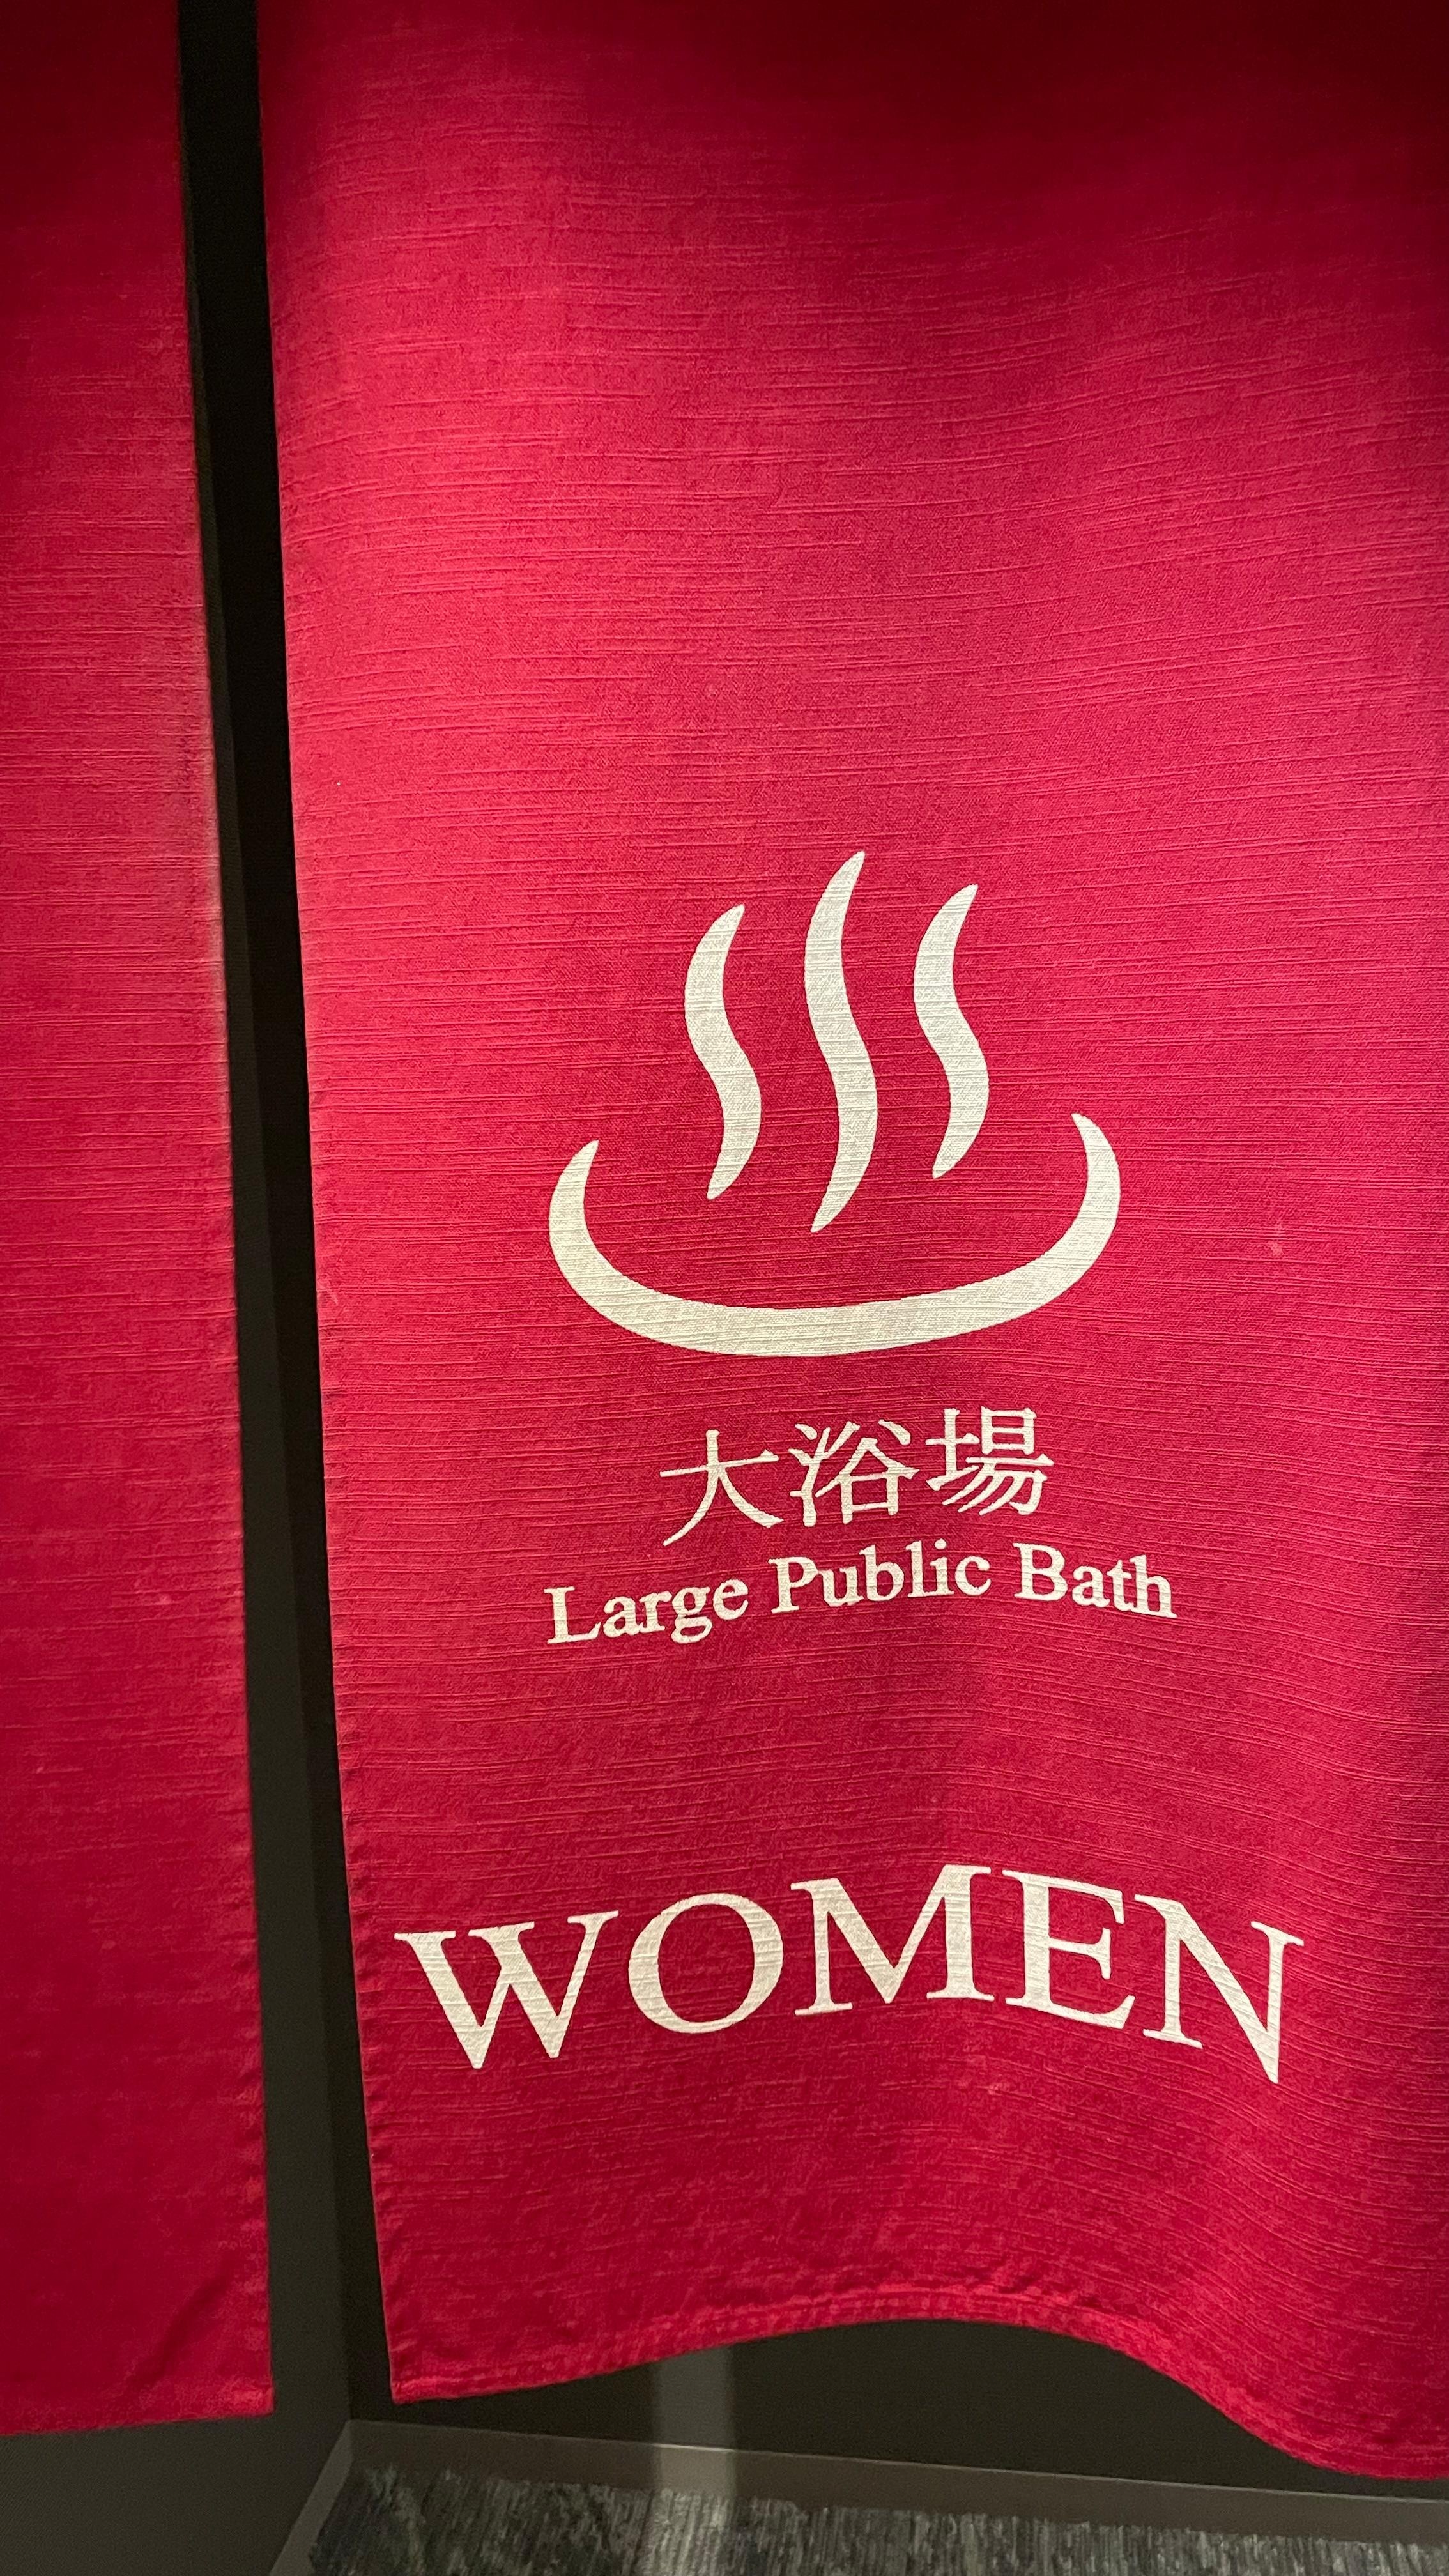 大浴場
Large Public Bath
WOMEN